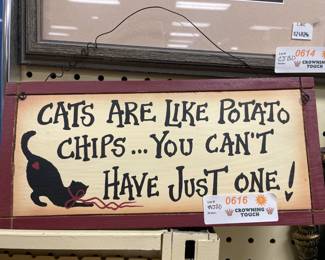 0614
CROWNING
TOUCH
CATS ARE LIKE POTATO
CHIPS... YOU CAN'T
HAVE JUST ONE!
0616
CROWNING
TOUCH